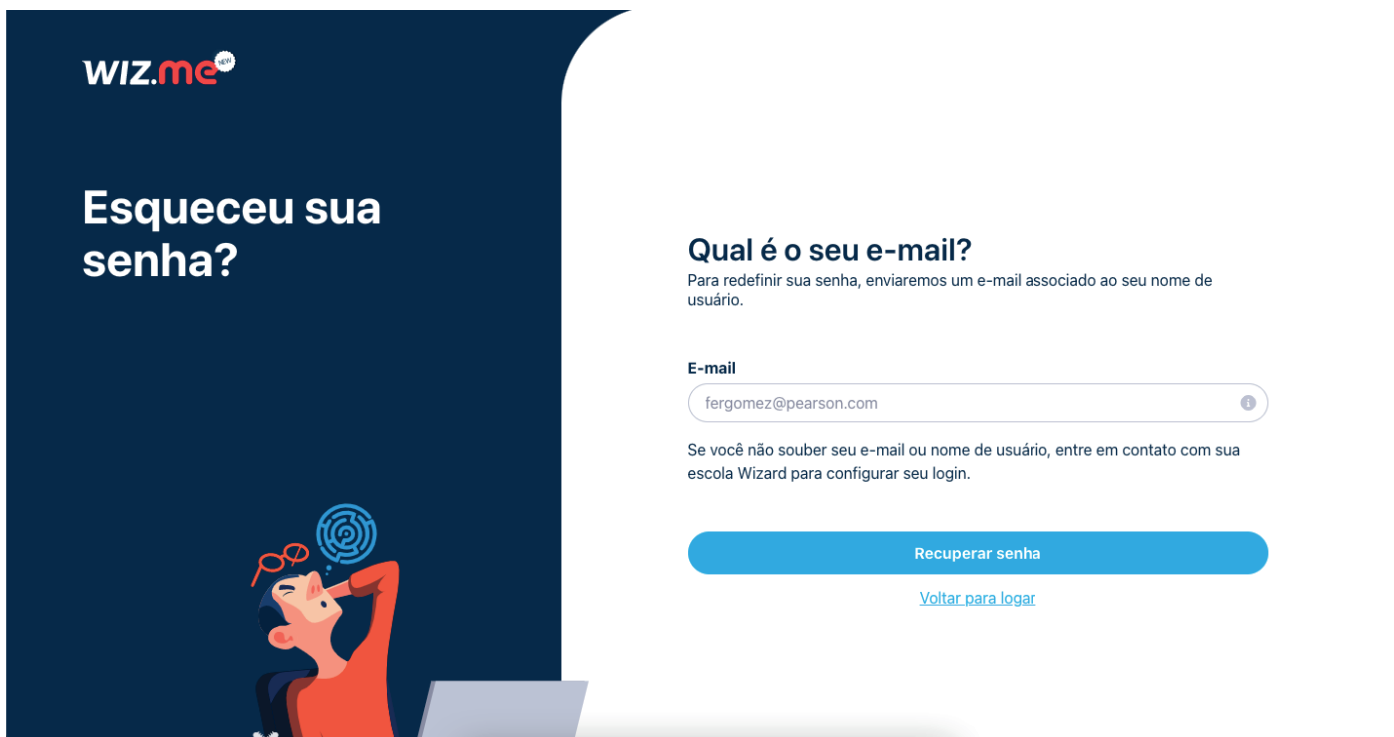 WIZ.me NEW
Esqueceu sua
senha?
Qual é o seu e-mail?
Para redefinir sua senha, enviaremos um e-mail associado ao seu nome de
usuário.
E-mail
fergomez@pearson.com
Se você não souber seu e-mail ou nome de usuário, entre em contato com sua
escola Wizard para configurar seu login.
Recuperar senha
Voltar para logar